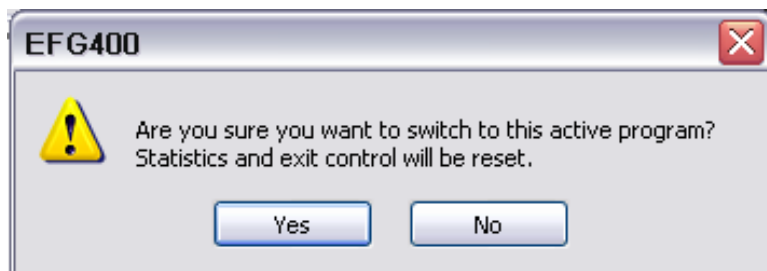 EFG400
Are you sure you want to switch to this active program?
Statistics and exit control will be reset.
Yes
No